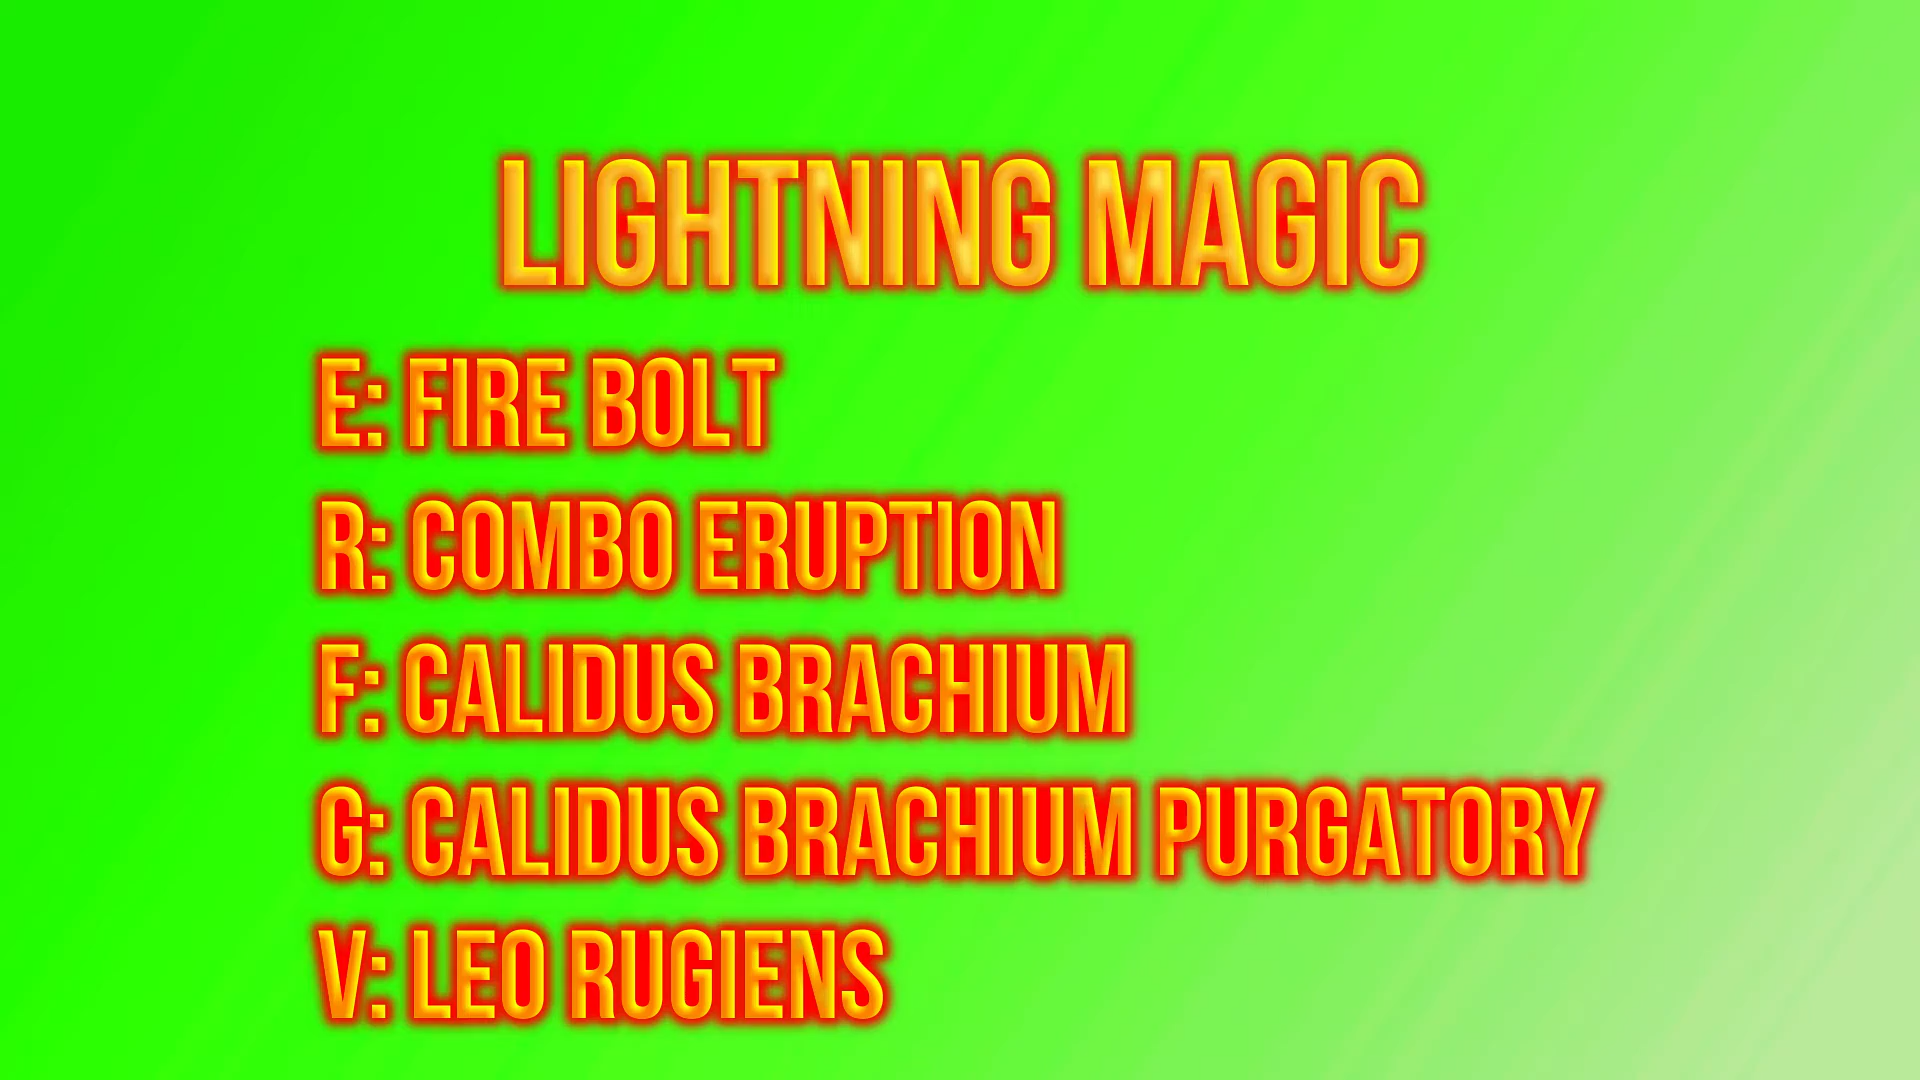 LIGHTNING MAGIC
E: FIRE BOLT
R: COMBO ERUPTION
F: CALIDUS BRACHIUM
G: CALIDUS BRACHIUM PURGATORY
V: LEO RUGIENS